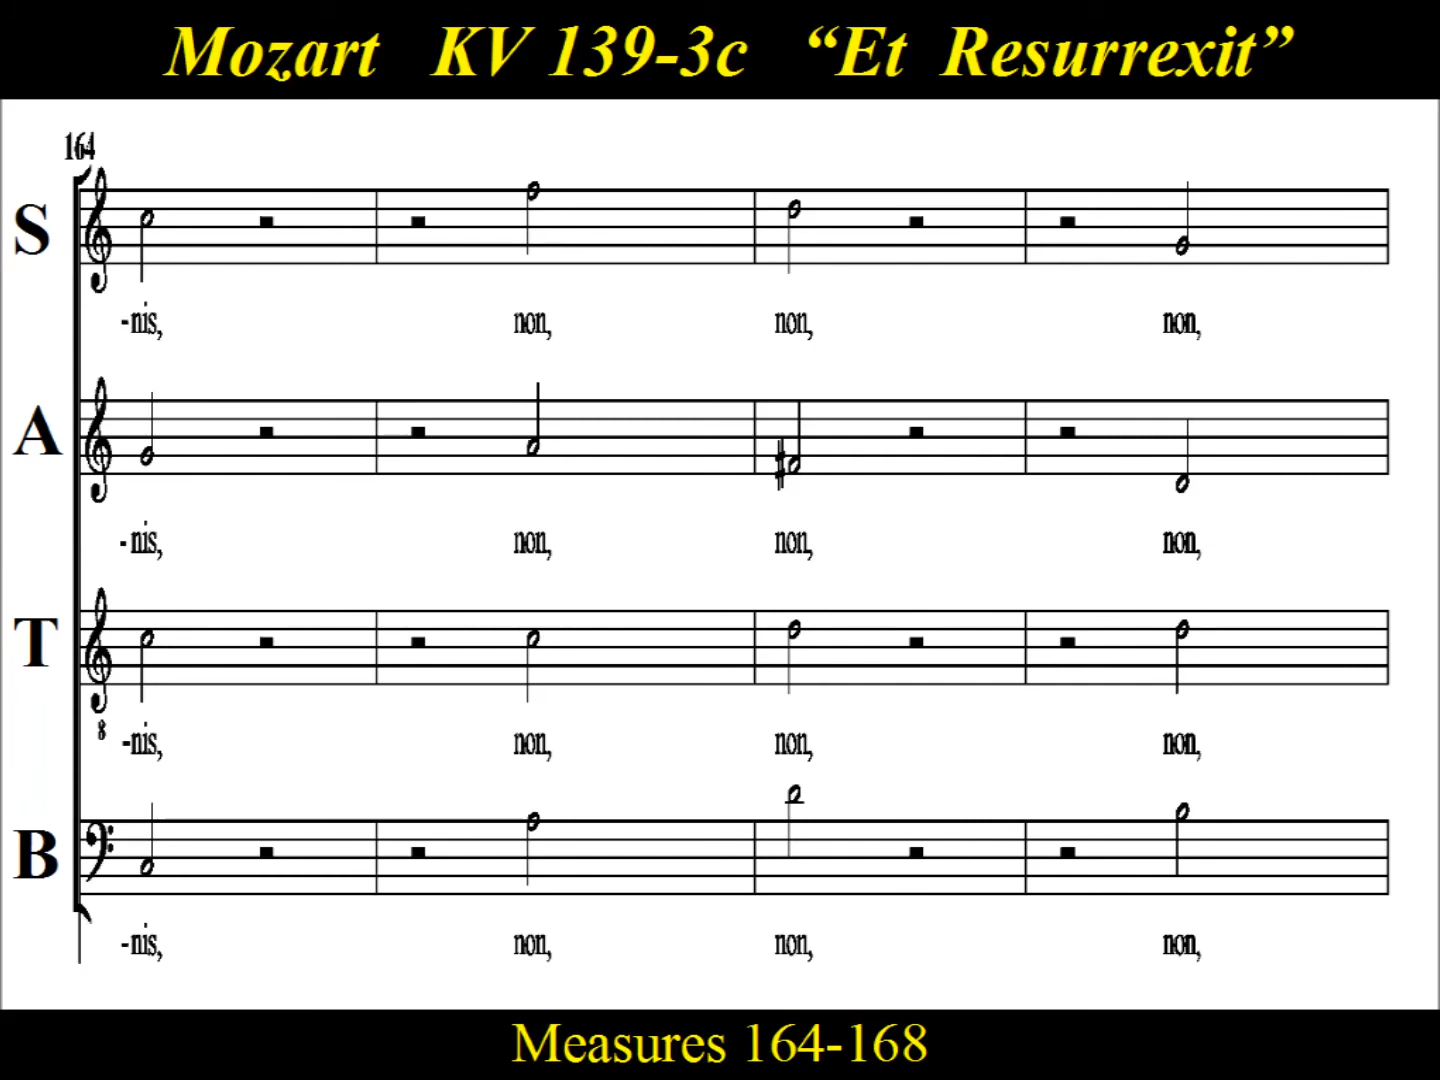 Mozart KV 139-3c “Et Resurrexit”
164
S
-nis, non, non, non,
A
-nis, non, non, non,
T
8
-nis, non, non, non,
B
-nis, non, non, non,
Measures 164-168